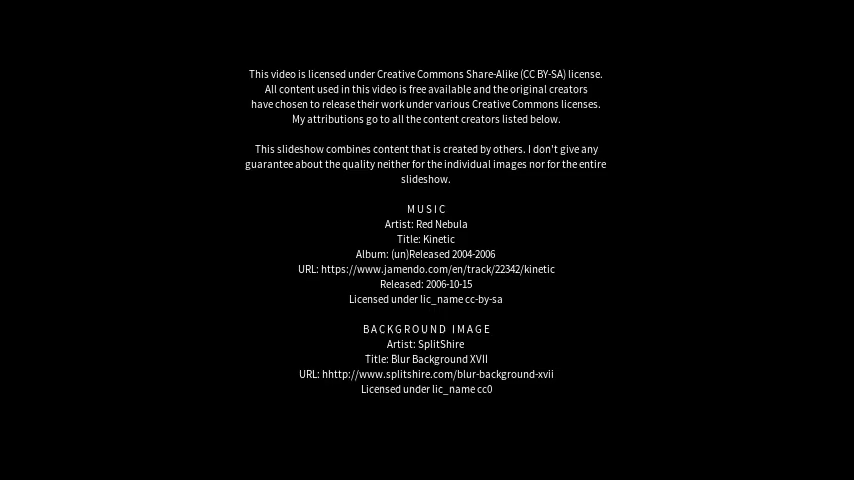 This video is licensed under Creative Commons Share-Alike (CC BY-SA) license.
All content used in this video is free available and the original creators
have chosen to release their work under various Creative Commons licenses.
My attributions go to all the content creators listed below.
This slideshow combines content that is created by others. I don't give any
guarantee about the quality neither for the individual images nor for the entire
slideshow.
MUSIC
Artist: Red Nebula
Title: Kinetic
Album: (un)Released 2004-2006
URL: https://www.jamendo.com/en/track/22342/kinetic
Released: 2006-10-15
Licensed under lic_name cc-by-sa
BACKGROUND IMAGE
Artist: SplitShire
Title: Blur Background XVII
URL: hhttp://www.splitshire.com/blur-background-xvii
Licensed under lic_name cc0